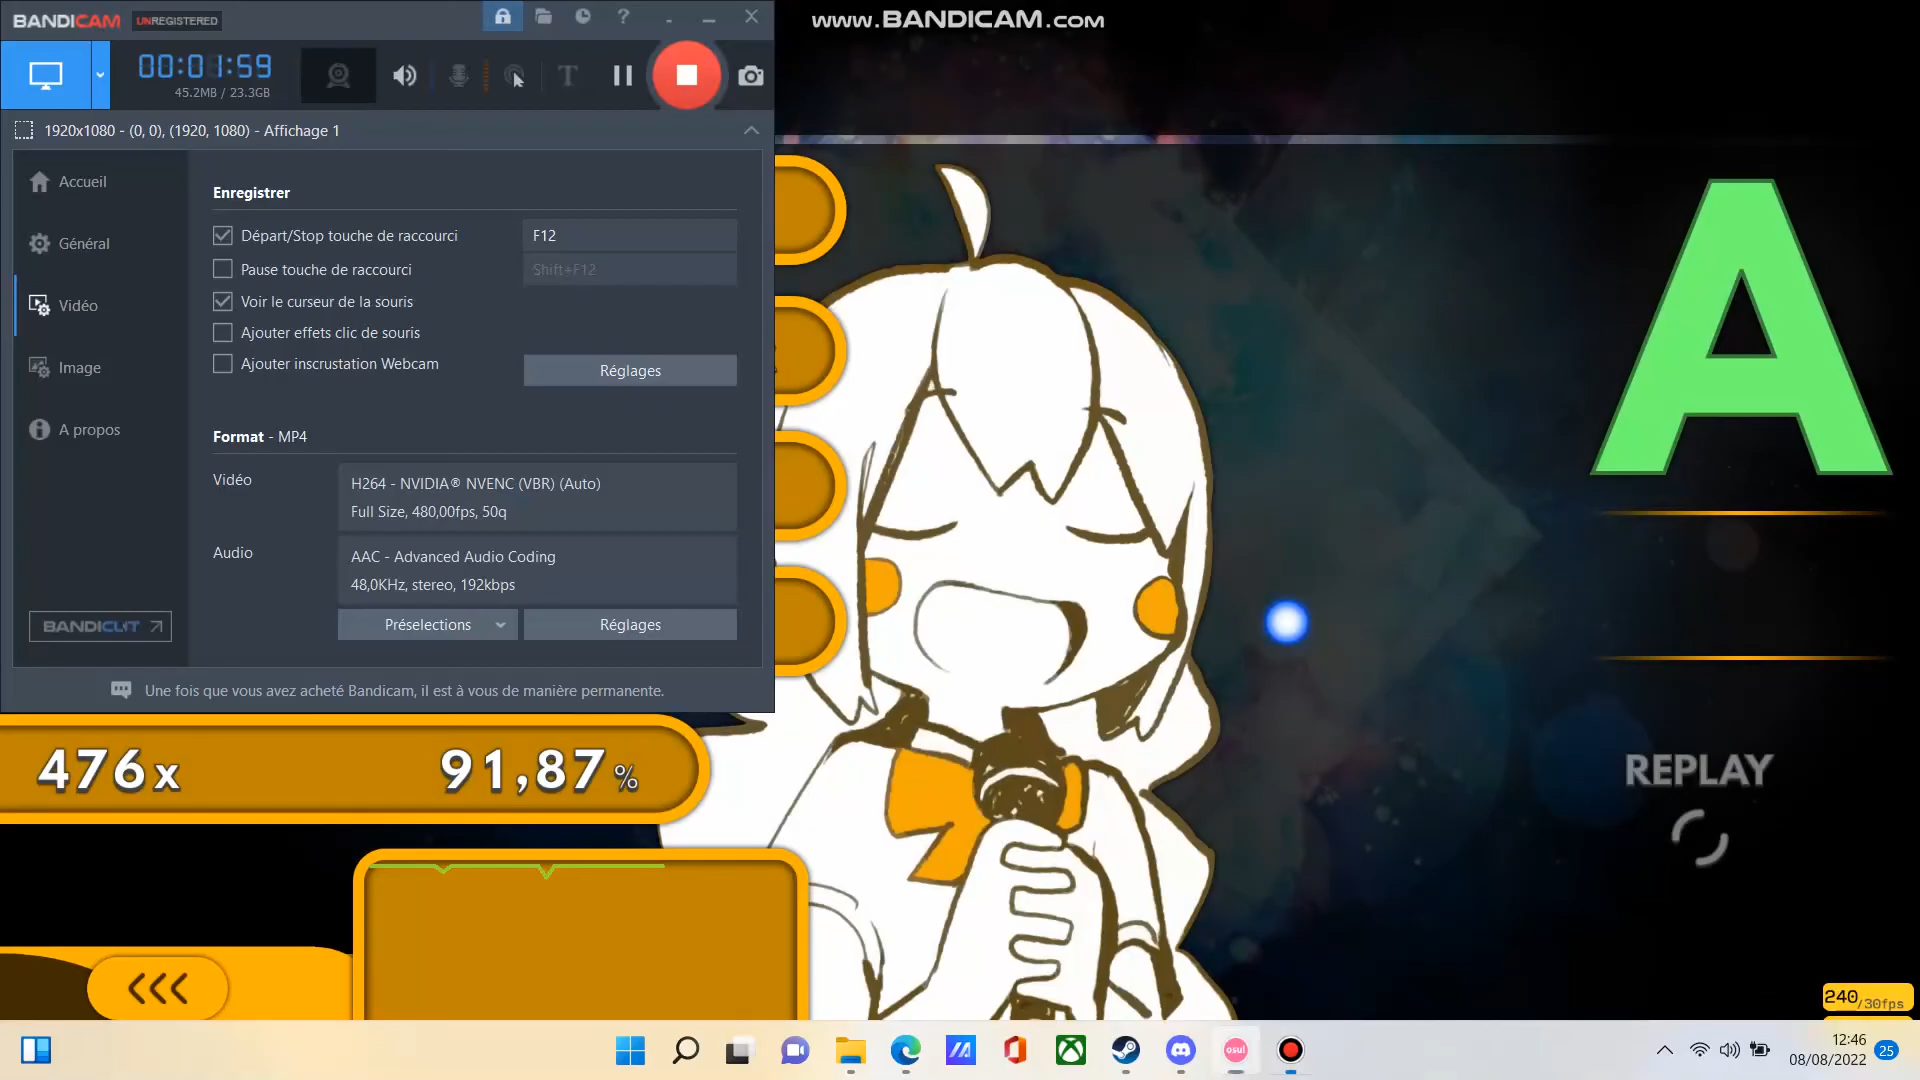 BANDICAM UNREGISTERED
?
www.BANDICAM.com
00:01:59
45.2MB / 23.3GB
T
1920x1080 - (0, 0), (1920, 1080) - Affichage 1
Accueil
Général
Vidéo
Image
A propos
BANDICUT
Enregistrer
Départ/Stop touche de raccourci
F12
Pause touche de raccourci
Shift+F12
Voir le curseur de la souris
Ajouter effets clic de souris
Ajouter inscrustation Webcam
Réglages
Format - MP4
Vidéo
H264 - NVIDIA® NVENC (VBR) (Auto)
Full Size, 480,00fps, 50q
Audio
AAC - Advanced Audio Coding
48,0KHz, stereo, 192kbps
Préselections
Réglages
Une fois que vous avez acheté Bandicam, il est à vous de manière permanente.
A
476x
91,87%
REPLAY
<<<
240/30fps
osu!
12:46
08/08/2022
25